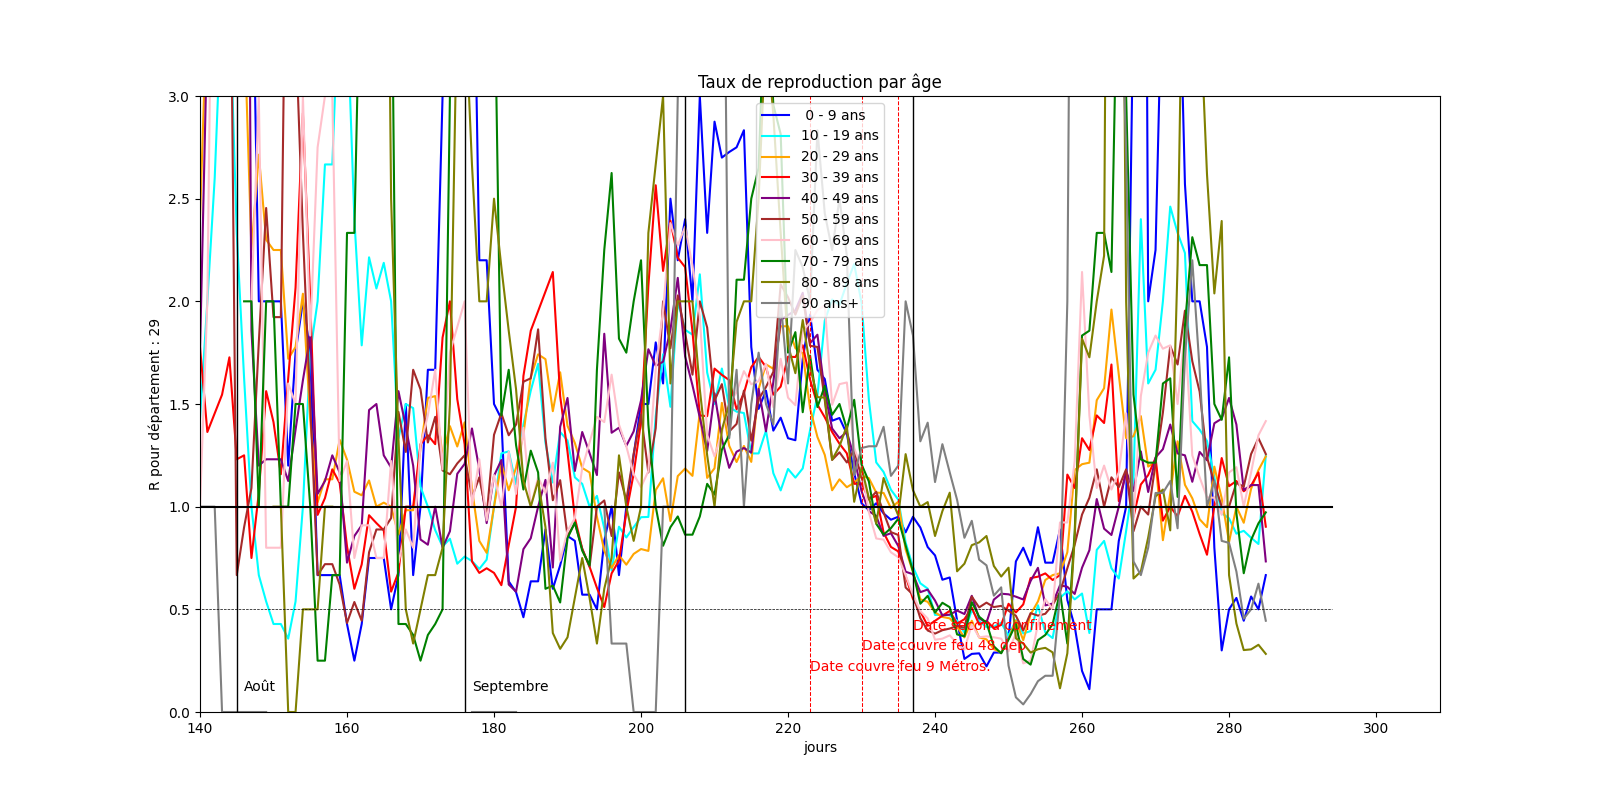 Taux de reproduction par âge
R pour département : 29
3.0
2.5
2.0
1.5
1.0
0.5
0.0
0 - 9 ans
10 - 19 ans
20 - 29 ans
30 - 39 ans
40 - 49 ans
50 - 59 ans
60 - 69 ans
70 - 79 ans
80 - 89 ans
90 ans+
Date second confinement
Date couvre feu 48 dep
Date couvre feu 9 Métros.
Août
Septembre
140 160 180 200 220 240 260 280 300
jours